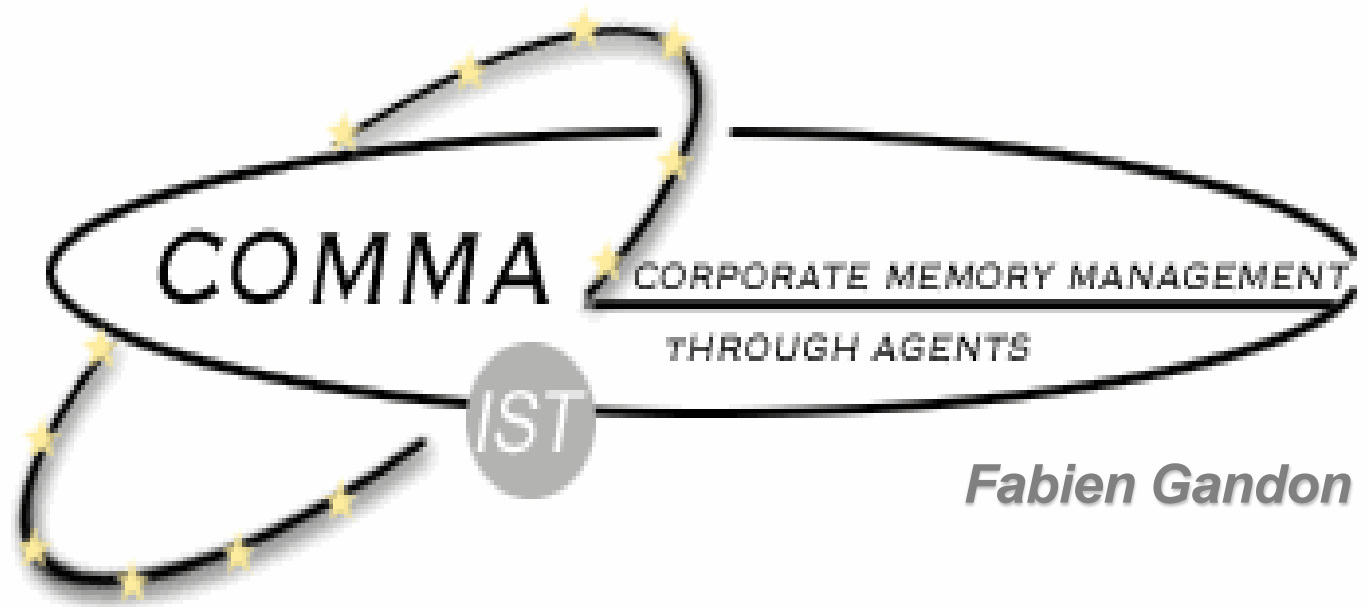 COMMA
CORPORATE MEMORY MANAGEMENT
THROUGH AGENTS
IST
Fabien Gandon